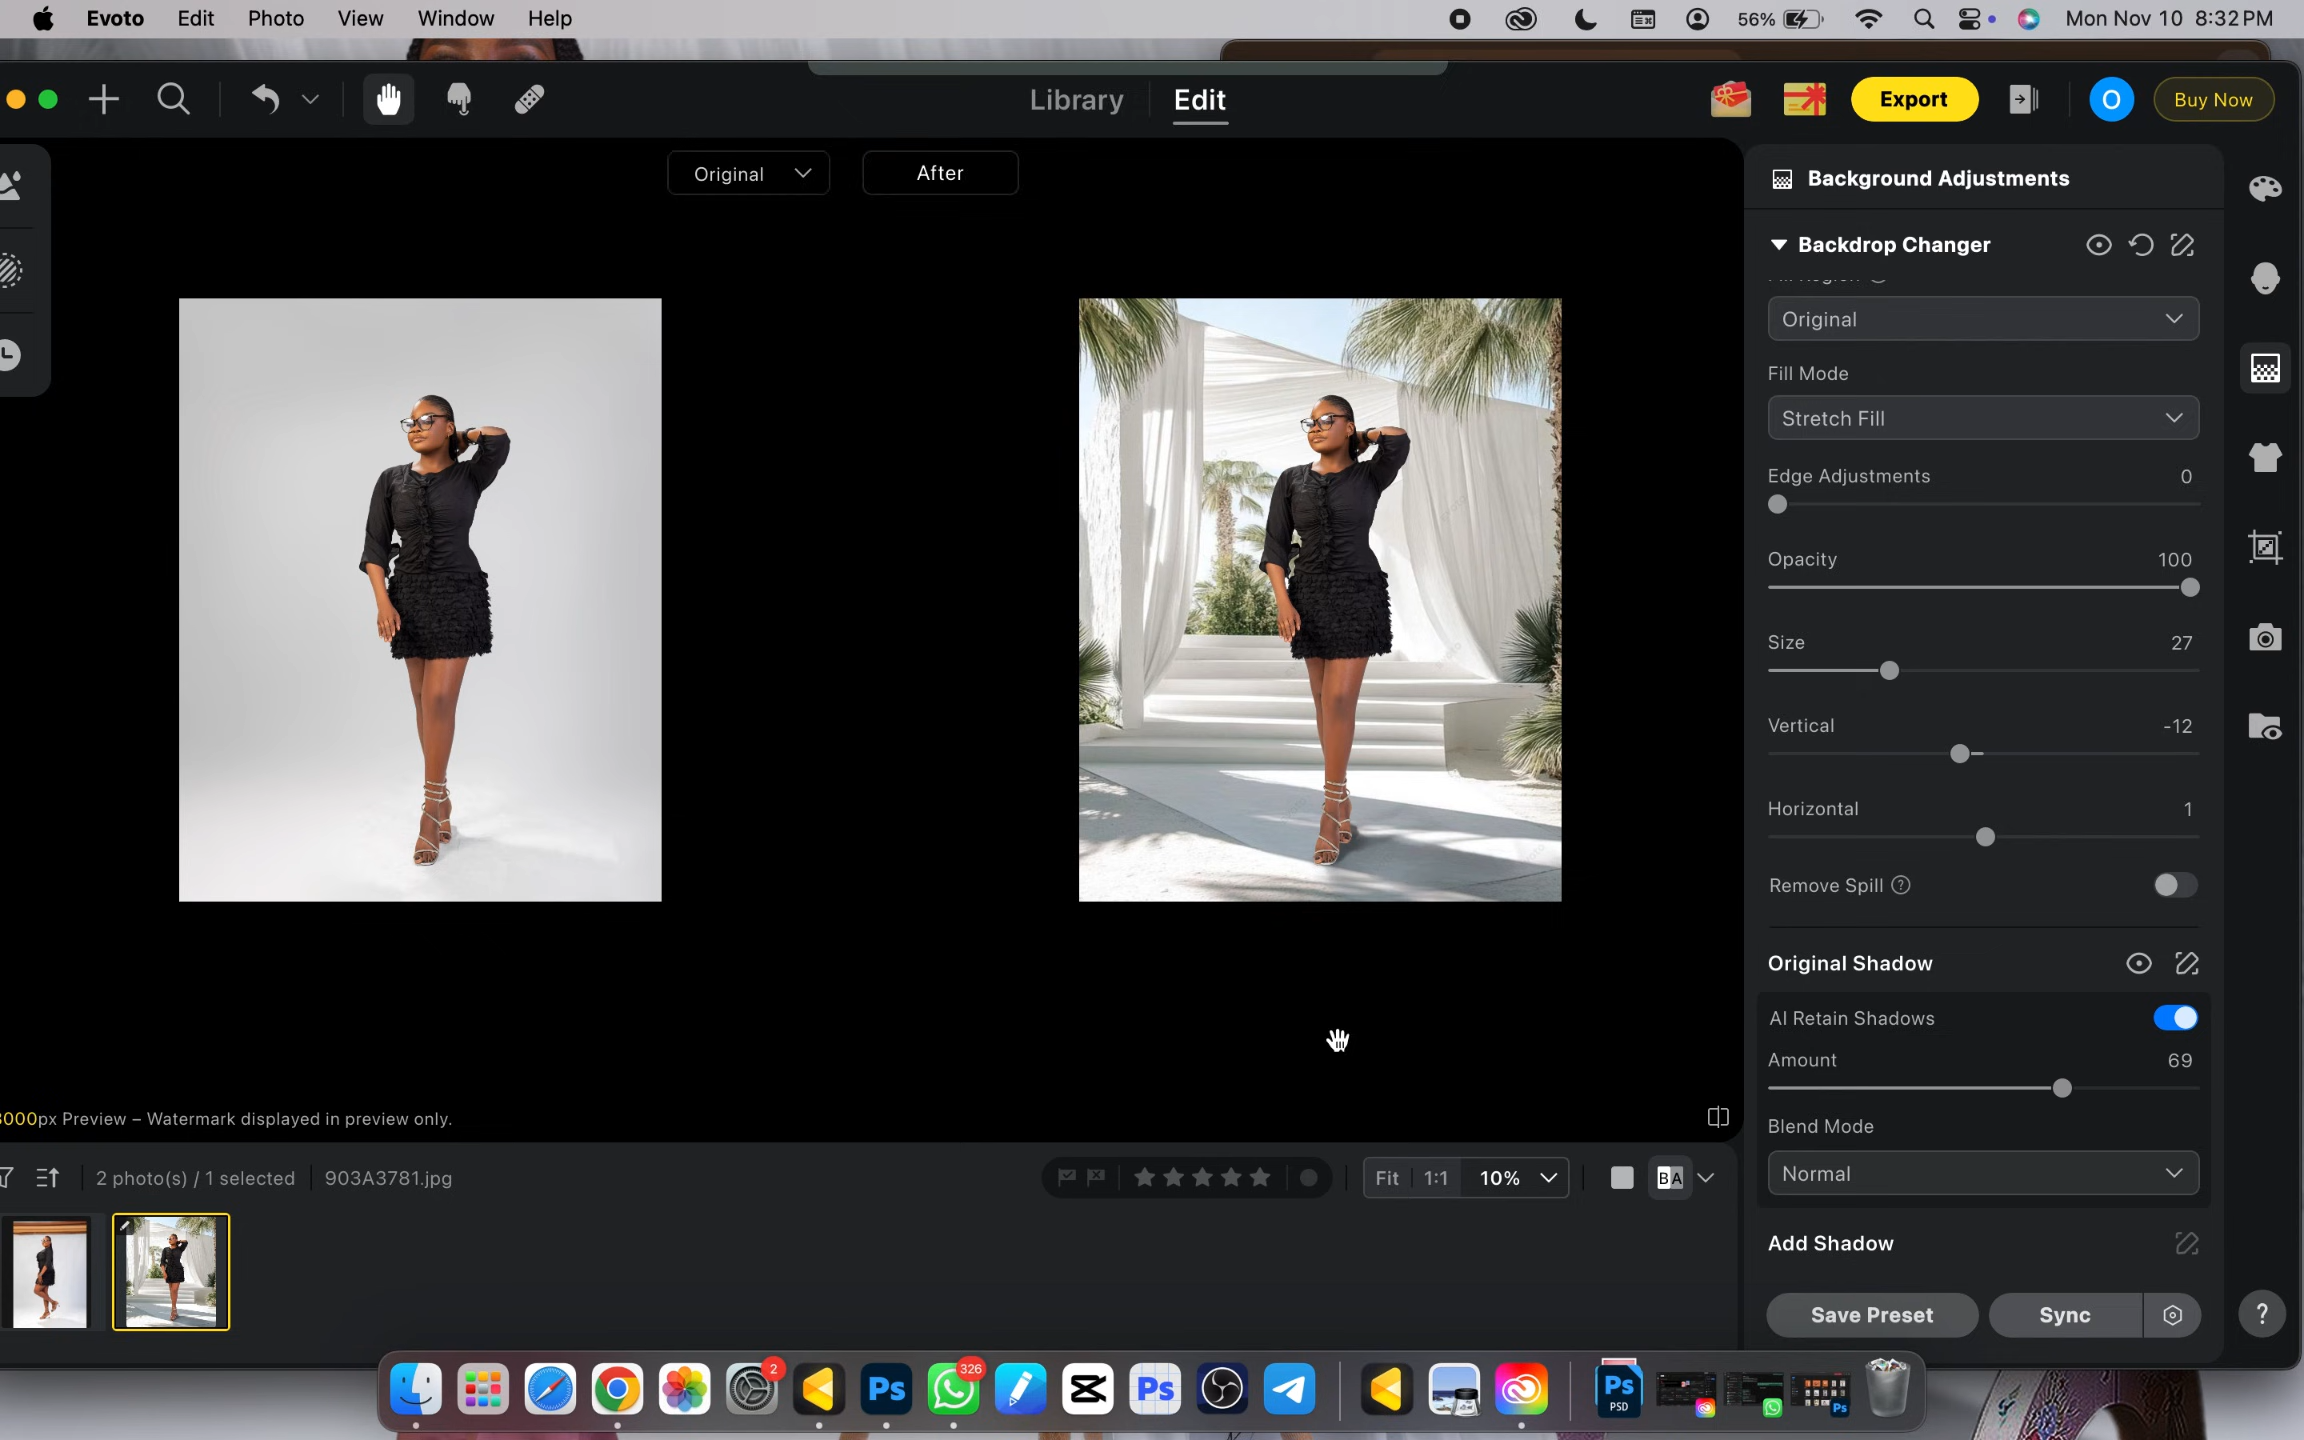 Evoto Edit Photo View Window Help 56% Mon Nov 10 8:32 PM
Library Edit Export O Buy Now
Original After
Background Adjustments
Backdrop Changer
Original
Fill Mode
Stretch Fill
Edge Adjustments 0
Opacity 100
Size 27
Vertical -12
Horizontal 1
Remove Spill ?
Original Shadow
AI Retain Shadows
Amount 69
Blend Mode
Normal
Add Shadow
Save Preset Sync ?
000px Preview – Watermark displayed in preview only.
2 photo(s) / 1 selected 903A3781.jpg Fit 1:1 10% BA
2 Ps 326 Ps Ps
PSD Ps